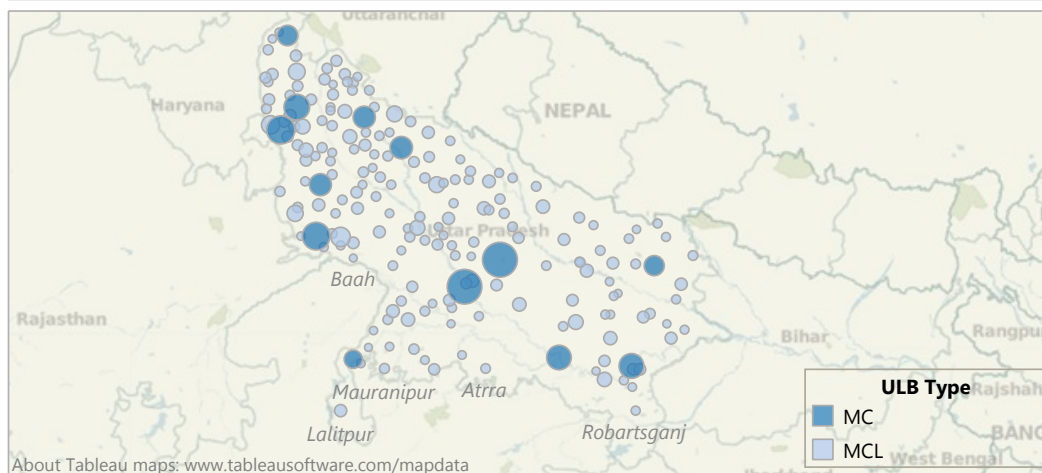 Uttaranchal
Haryana
NEPAL
Uttar Pradesh
Baah
Rajasthan
Bihar
Rangpur
Mauranipur
Atrra
ULB Type
Rajshah
MC
Lalitpur
Robartsganj
BANG
MCL
West Bengal
About Tableau maps: www.tableausoftware.com/mapdata